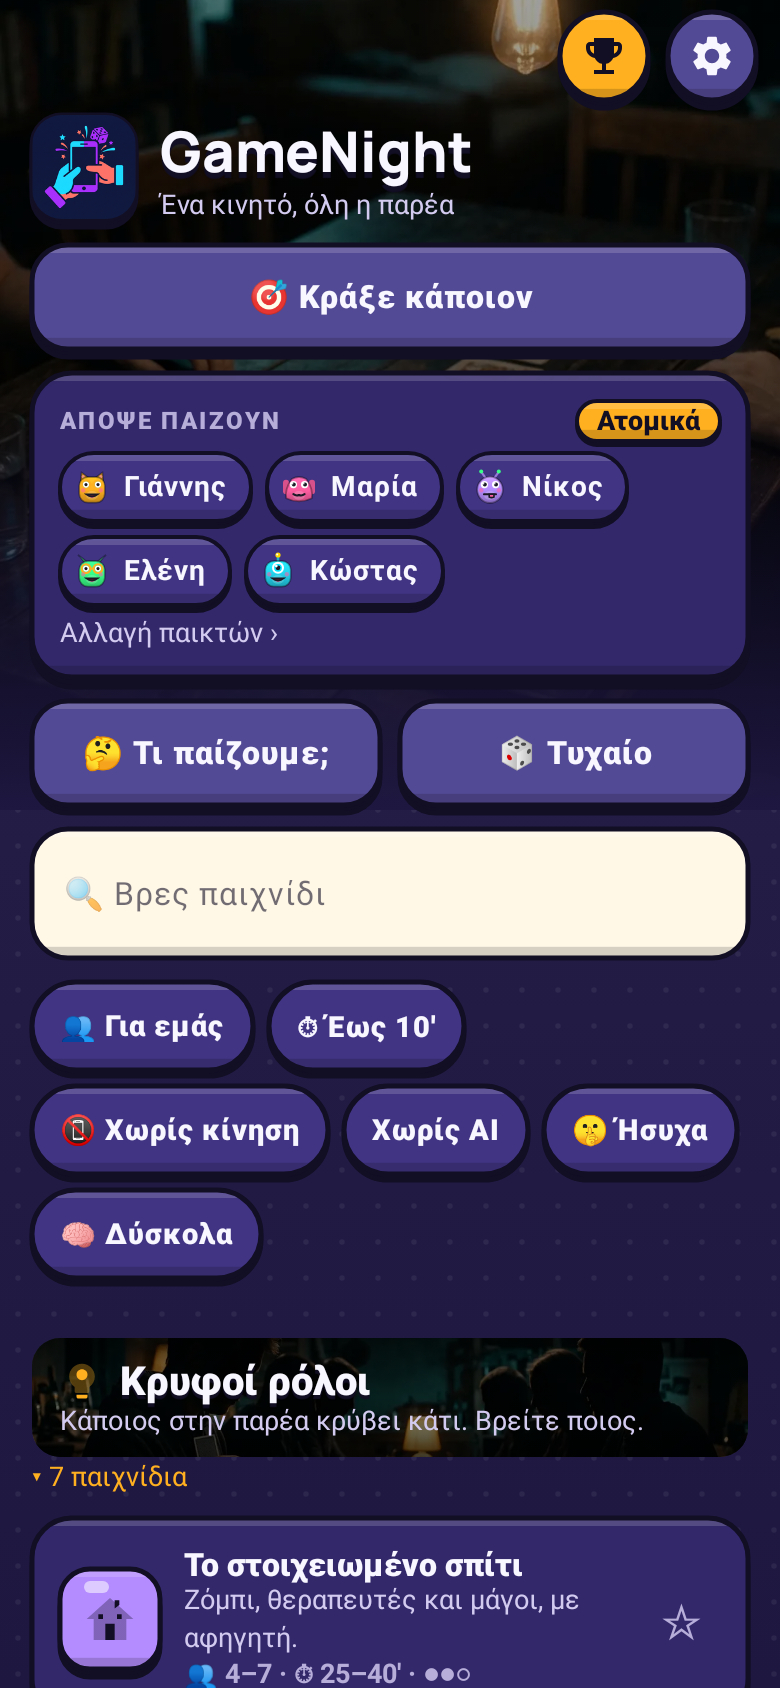 GameNight
Ένα κινητό, όλη η παρέα
🎯 Κράξε κάποιον
ΑΠΟΨΕ ΠΑΙΖΟΥΝ
Ατομικά
Γιάννης
Μαρία
Νίκος
Ελένη
Κώστας
Αλλαγή παικτών ›
🤔 Τι παίζουμε;
🎲 Τυχαίο
🔍 Βρες παιχνίδι
👥 Για εμάς
⏱ Έως 10'
📵 Χωρίς κίνηση
Χωρίς AI
🤫 Ήσυχα
🧠 Δύσκολα
Κρυφοί ρόλοι
Κάποιος στην παρέα κρύβει κάτι. Βρείτε ποιος.
▾ 7 παιχνίδια
Το στοιχειωμένο σπίτι
Ζόμπι, θεραπευτές και μάγοι, με
αφηγητή.
👥 4–7 · ⏱ 25–40' · ●●○